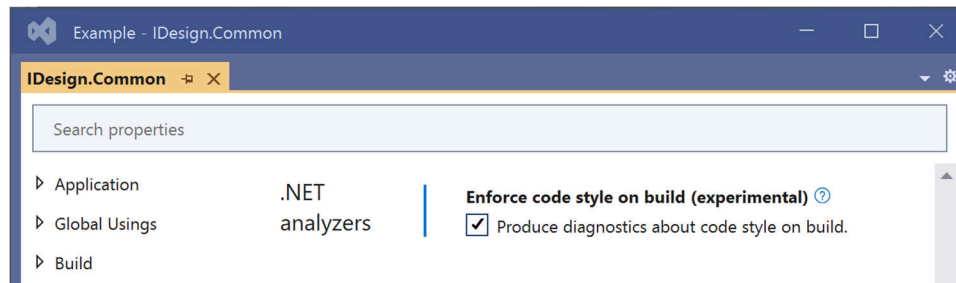 Example - IDesign.Common
IDesign.Common
Search properties
Application
Global Usings
Build
.NET
analyzers
Enforce code style on build (experimental)
Produce diagnostics about code style on build.